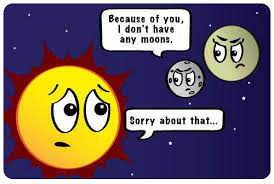 Because of you,
I don't have
any moons.
Sorry about that...